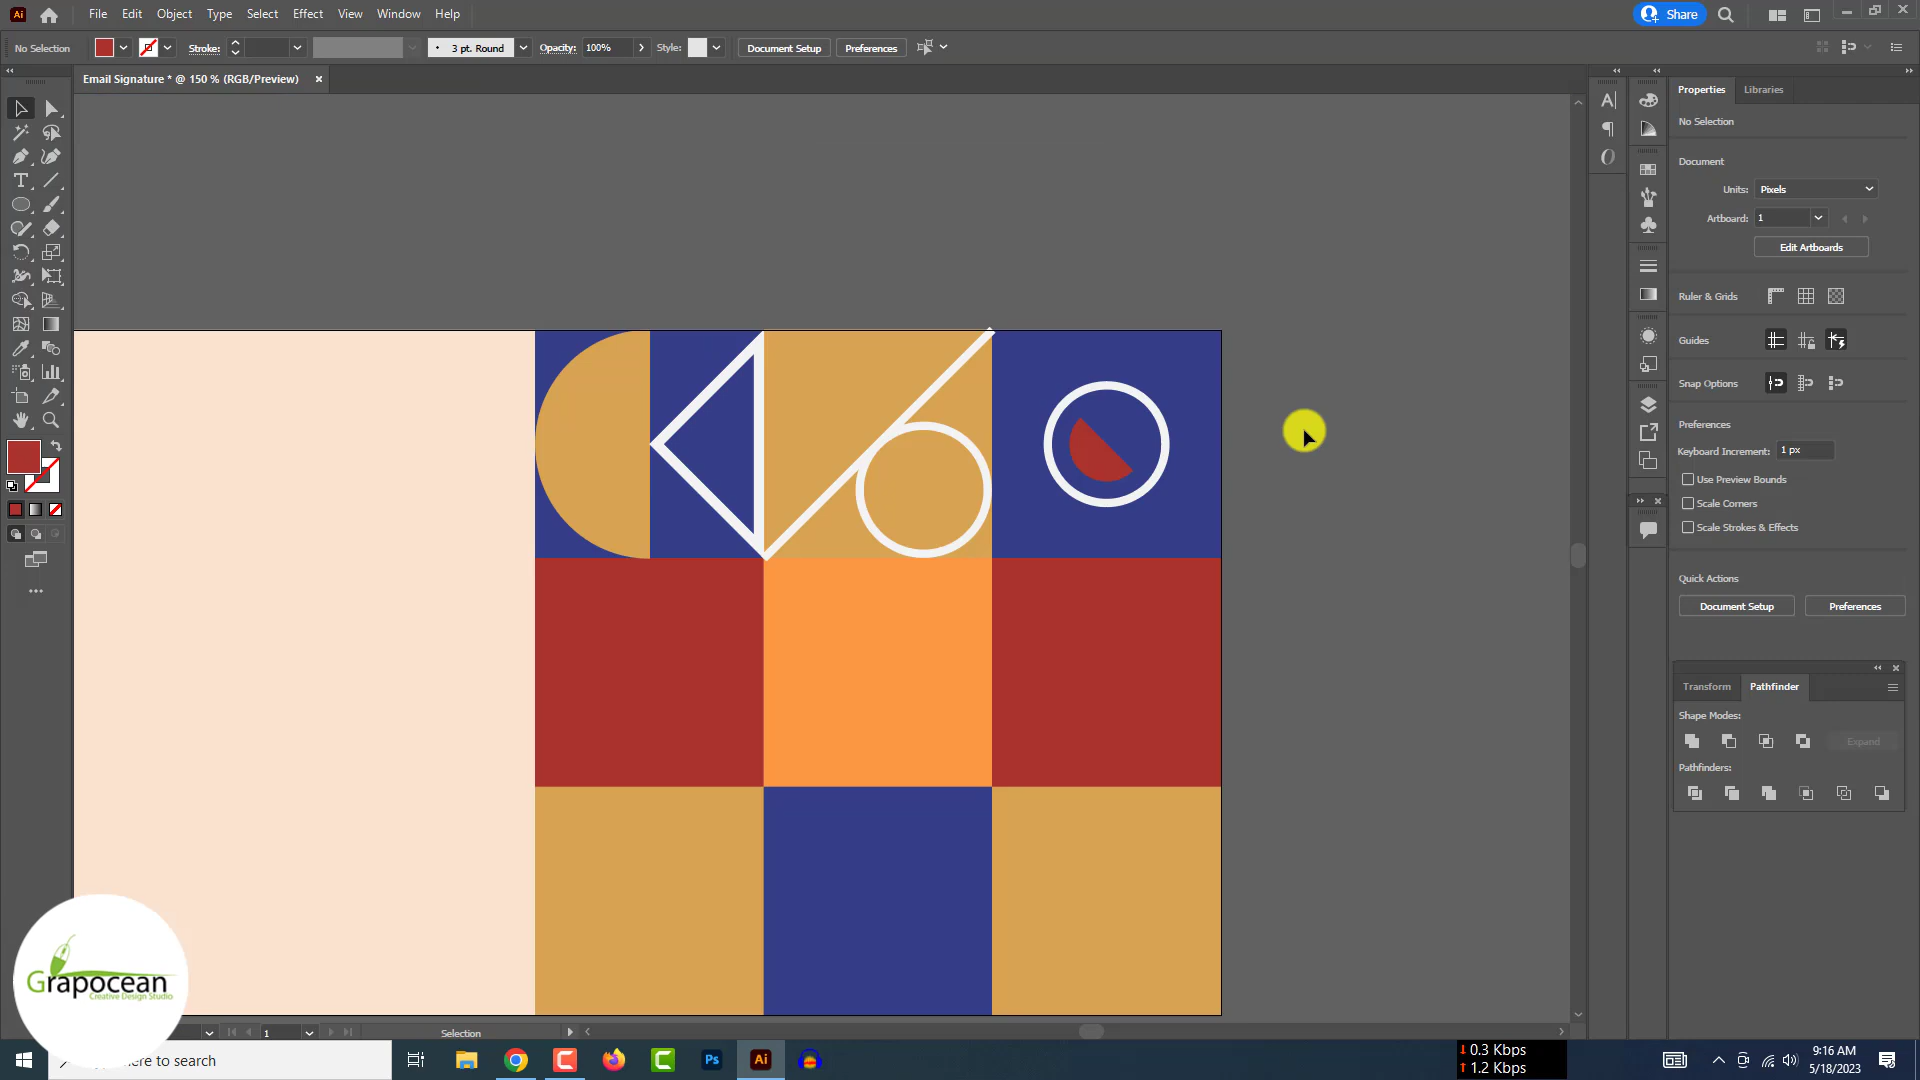 Ai File Edit Object Type Select Effect View Window Help Share
No Selection Stroke: 3 pt. Round Opacity: 100% Style: Document Setup Preferences
Email Signature * @ 150 % (RGB/Preview) ×
Properties Libraries
No Selection
Document
Units: Pixels
Artboard: 1
Edit Artboards
Ruler & Grids
Guides
Snap Options
Preferences
Keyboard Increment: 1 px
Use Preview Bounds
Scale Corners
Scale Strokes & Effects
Quick Actions
Document Setup Preferences
Transform Pathfinder
Shape Modes:
Expand
Pathfinders:
Grapocean
Creative Design Studio
1 Selection
here to search
Ps Ai
0.3 Kbps
1.2 Kbps
9:16 AM
5/18/2023